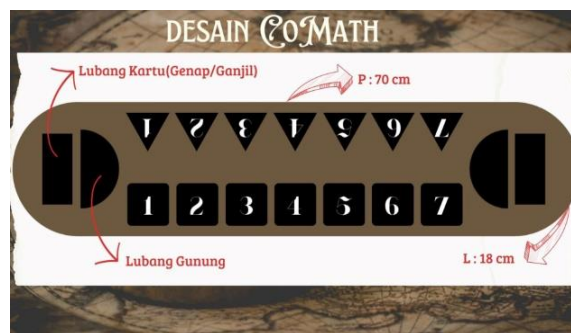 DESAIN COMATH
Lubang Kartu(Genap/Ganjil)
P : 70 cm
1 2 3 4 5 6 7
1 2 3 4 5 6 7
Lubang Gunung
L : 18 cm